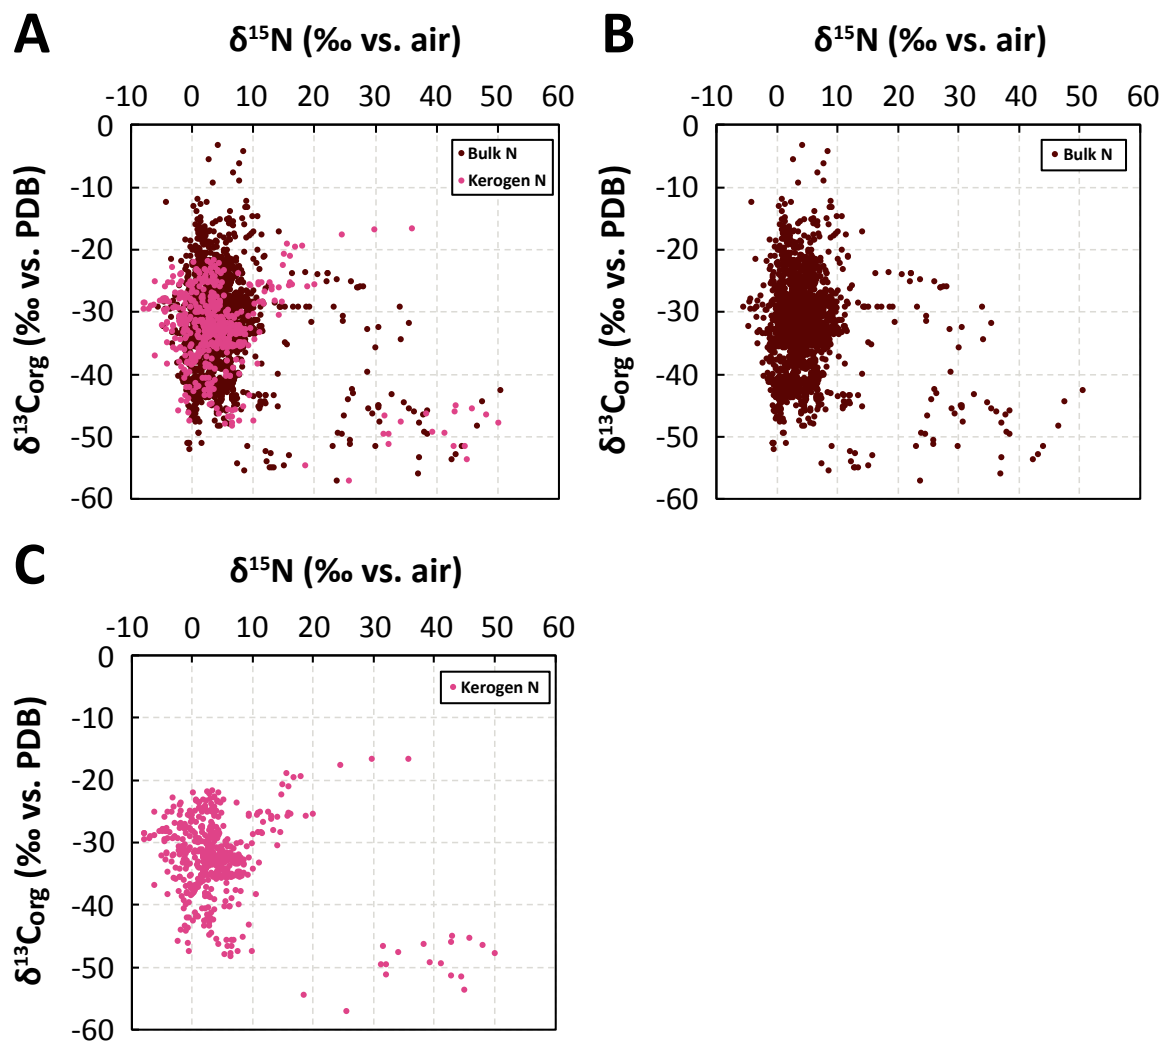 A
δ¹⁵N (‰ vs. air)
-10 0 10 20 30 40 50 60
0
-10
-20
-30
-40
-50
-60
δ¹³Corg (‰ vs. PDB)
Bulk N
Kerogen N
B
δ¹⁵N (‰ vs. air)
-10 0 10 20 30 40 50 60
0
-10
-20
-30
-40
-50
-60
δ¹³Corg (‰ vs. PDB)
Bulk N
C
δ¹⁵N (‰ vs. air)
-10 0 10 20 30 40 50 60
0
-10
-20
-30
-40
-50
-60
δ¹³Corg (‰ vs. PDB)
Kerogen N